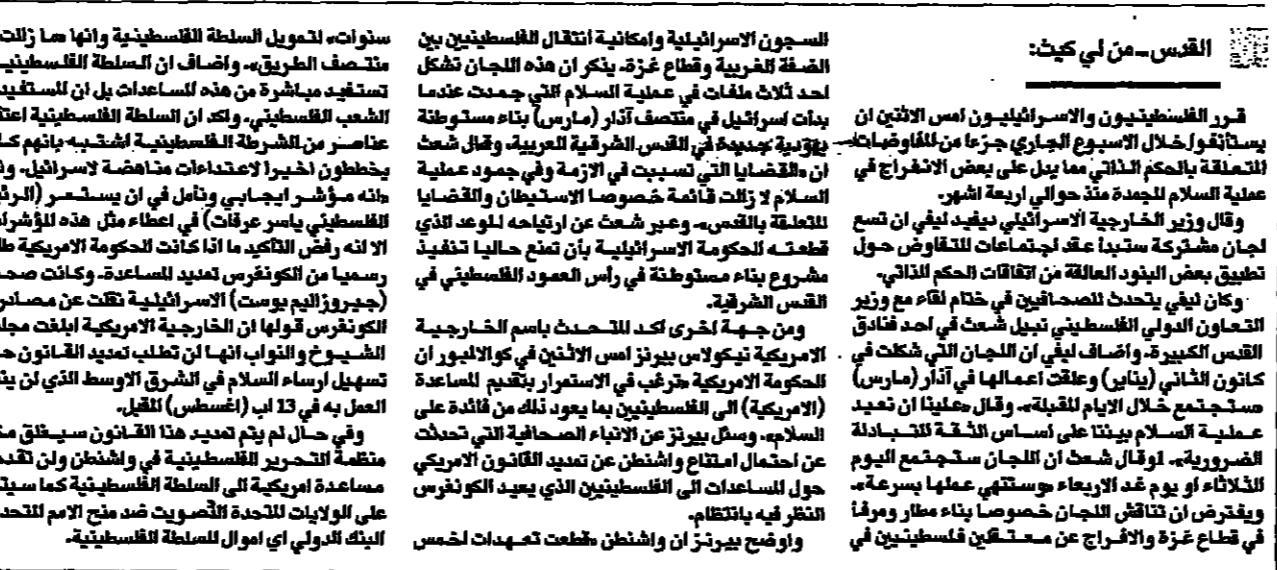 القدس ـ من لي كيث:
قرر الفلسطينيون والاسرائيليون امس الاثنين ان
يستأنفوا خلال الاسبوع الجاري جزءا من المفاوضات
المتعلقة بالحكم الذاتي مما يدل على بعض الانفراج في
عملية السلام المجمدة منذ حوالي اربعة اشهر.
وقال وزير الخارجية الاسرائيلي ديفيد ليفي ان تسع
لجان مشتركة ستبدأ عقد اجتماعات للتفاوض حول
تطبيق بعض البنود العالقة من اتفاقات الحكم الذاتي.
وكان ليفي يتحدث للصحافيين في ختام لقاء مع وزير
التعاون الدولي الفلسطيني نبيل شعث في احد فنادق
القدس الكبيرة. واضاف ليفي ان اللجان التي شكلت في
كانون الثاني (يناير) وعلقت اعمالها في آذار (مارس)
«ستجتمع خلال الايام المقبلة». وقال «علينا ان نعيد
عملية السلام بيننا على اساس الثقة المتبادلة
الضرورية». اوقال شعث ان اللجان ستجتمع اليوم
الثلاثاء او يوم غد الاربعاء «وستنهي عملها بسرعة».
ويفترض ان تناقش اللجان خصوصا بناء مطار ومرفأ
في قطاع غزة والافراج عن معتقلين فلسطينيين في
السجون الاسرائيلية وامكانية انتقال الفلسطينيين بين
الضفة الغربية وقطاع غزة. يذكر ان هذه اللجان تشكل
احد ثلاث ملفات في عملية السلام التي جمدت عندما
بدأت اسرائيل في منتصف آذار (مارس) بناء مستوطنة
يهودية جديدة في القدس الشرقية العربية. وقال شعث
ان «القضايا التي تسببت في الازمة وفي جمود عملية
السلام لا زالت قائمة خصوصا الاستيطان والقضايا
المتعلقة بالقدس». وعبر شعث عن ارتياحه للوعد الذي
قطعته الحكومة الاسرائيلية بأن تمنع حاليا تنفيذ
مشروع بناء مستوطنة في رأس العمود الفلسطيني في
القدس الشرقية.
ومن جهة اخرى اكد المتحدث باسم الخارجية
الامريكية نيكولاس بيرنز امس الاثنين في كوالالمبور ان
الحكومة الامريكية «ترغب في الاستمرار بتقديم المساعدة
(الامريكية) الى الفلسطينيين بما يعود ذلك من فائدة على
السلام». وسئل بيرنز عن الانباء الصحافية التي تحدثت
عن احتمال امتناع واشنطن عن تمديد القانون الامريكي
حول المساعدات الى الفلسطينيين الذي يعيد الكونغرس
النظر فيه بانتظام.
واوضح بيرنز ان واشنطن «قطعت تعهدات لخمس
سنوات» لتمويل السلطة الفلسطينية وانها «ما زالت
منتصف الطريق». واضاف ان السلطة الفلسطينيـ
تستفيد مباشرة من هذه المساعدات بل ان المستفيد
الشعب الفلسطيني. واكد ان السلطة الفلسطينية اعتق
عناصر من الشرطة الفلسطينية اشتبه بانهم كـ
يخططون اخيرا لاعتداءات مناهضة لاسرائيل.
«انه مؤشر ايجابي ونأمل في ان يستمر (الرئيـ
الفلسطيني ياسر عرفات) في اعطاء مثل هذه المؤشرات
الا انه رفض التأكيد ما اذا كانت الحكومة الامريكية طلـ
رسميا من الكونغرس تمديد المساعدة. وكانت صحيـ
(جيروزاليم بوست) الاسرائيلية نقلت عن مصادر
الكونغرس قولها ان الخارجية الامريكية ابلغت مجلـ
الشيوخ والنواب انها لن تطلب تمديد القانون حـ
تسهيل ارساء السلام في الشرق الاوسط الذي لن ينتـ
العمل به في 13 اب (اغسطس) المقبل.
وفي حال لم يتم تمديد هذا القانون سيغلق مكـ
منظمة التحرير الفلسطينية في واشنطن ولن تقدم
مساعدة امريكية الى السلطة الفلسطينية كما سيتـ
على الولايات المتحدة التصويت ضد منح الامم المتحد
البنك الدولي اي اموال للسلطة الفلسطينية.